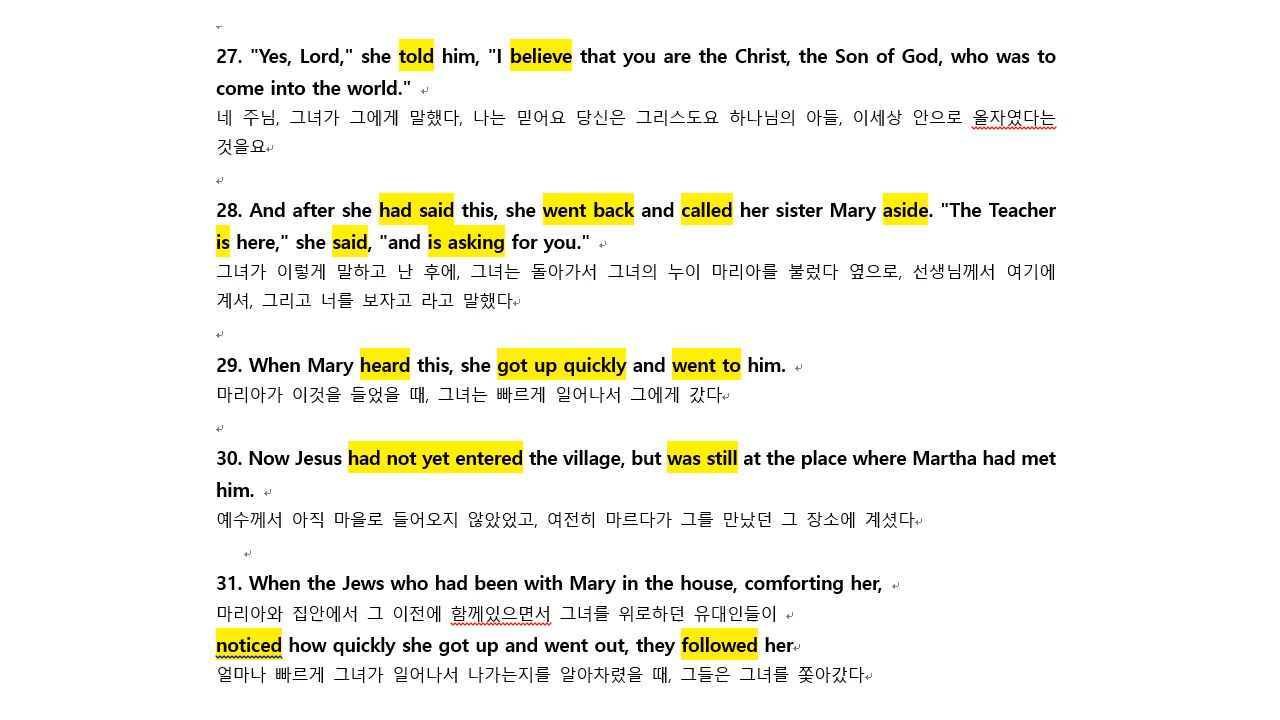 27. "Yes, Lord," she told him, "I believe that you are the Christ, the Son of God, who was to
come into the world."
네 주님, 그녀가 그에게 말했다, 나는 믿어요 당신은 그리스도요 하나님의 아들, 이세상 안으로 올자였다는
것을요
28. And after she had said this, she went back and called her sister Mary aside. "The Teacher
is here," she said, "and is asking for you."
그녀가 이렇게 말하고 난 후에, 그녀는 돌아가서 그녀의 누이 마리아를 불렀다 옆으로, 선생님께서 여기에
계셔, 그리고 너를 보자고 라고 말했다
29. When Mary heard this, she got up quickly and went to him.
마리아가 이것을 들었을 때, 그녀는 빠르게 일어나서 그에게 갔다
30. Now Jesus had not yet entered the village, but was still at the place where Martha had met
him.
예수께서 아직 마을로 들어오지 않았었고, 여전히 마르다가 그를 만났던 그 장소에 계셨다
31. When the Jews who had been with Mary in the house, comforting her,
마리아와 집안에서 그 이전에 함께있으면서 그녀를 위로하던 유대인들이
noticed how quickly she got up and went out, they followed her
얼마나 빠르게 그녀가 일어나서 나가는지를 알아차렸을 때, 그들은 그녀를 쫓아갔다